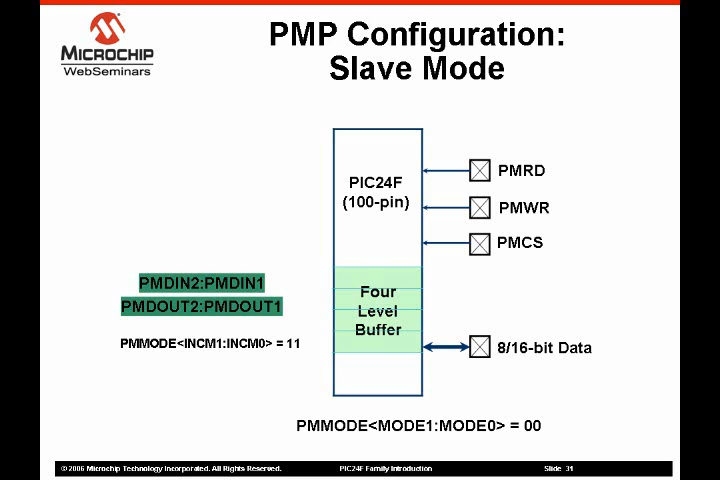 MICROCHIP
WebSeminars
PMP Configuration:
Slave Mode
PIC24F
(100-pin)
PMRD
PMWR
PMCS
PMDIN2:PMDIN1
PMDOUT2:PMDOUT1
PMMODE<INCM1:INCM0> = 11
Four
Level
Buffer
8/16-bit Data
PMMODE<MODE1:MODE0> = 00
© 2006 Microchip Technology Incorporated. All Rights Reserved.
PIC24F Family Introduction
Slide 31